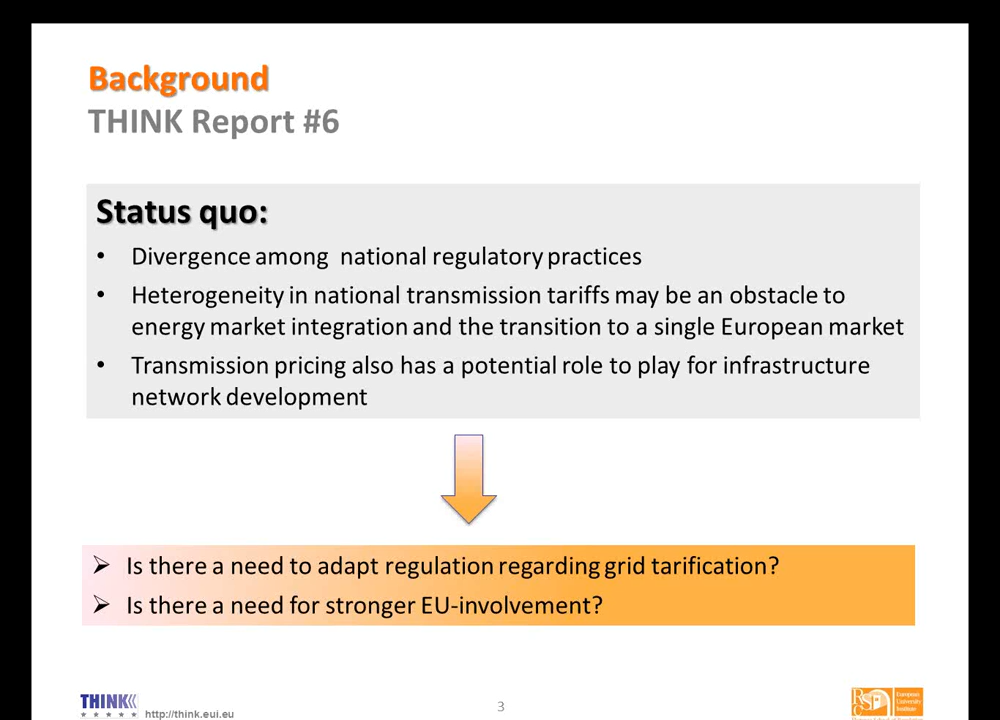 Background
THINK Report #6
Status quo:
• Divergence among national regulatory practices
• Heterogeneity in national transmission tariffs may be an obstacle to
energy market integration and the transition to a single European market
• Transmission pricing also has a potential role to play for infrastructure
network development
➢ Is there a need to adapt regulation regarding grid tarification?
➢ Is there a need for stronger EU-involvement?
THINK
http://think.eui.eu
3
European
University
Institute